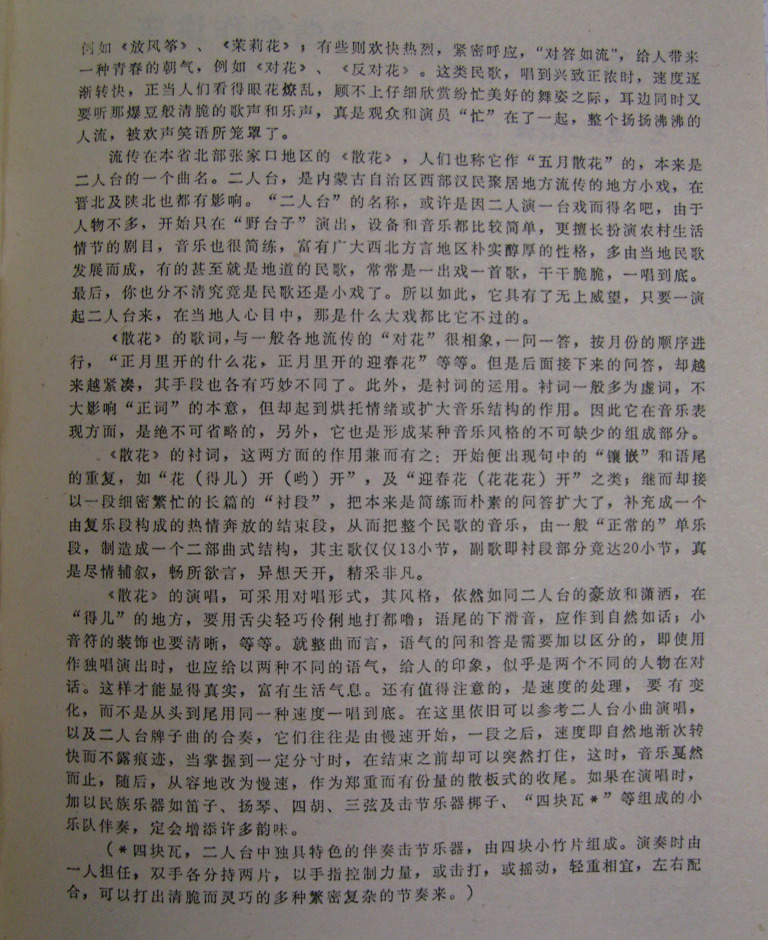 例如《放风筝》、《茉莉花》；有些则欢快热烈，紧密呼应，“对答如流”，给人带来
一种青春的朝气，例如《对花》、《反对花》。这类民歌，唱到兴致正浓时，速度逐
渐转快，正当人们看得眼花燎乱，顾不上仔细欣赏纷忙美好的舞姿之际，耳边同时又
要听那爆豆般清脆的歌声和乐声，真是观众和演员“忙”在了一起，整个扬扬沸沸的
人流，被欢声笑语所笼罩了。
流传在本省北部张家口地区的《散花》，人们也称它作“五月散花”的，本来是
二人台的一个曲名。二人台，是内蒙古自治区西部汉民聚居地方流传的地方小戏，在
晋北及陕北也都有影响。“二人台”的名称，或许是因二人演一台戏而得名吧，由于
人物不多，开始只在“野台子”演出，设备和音乐都比较简单，更擅长扮演农村生活
情节的剧目，音乐也很简练，富有广大西北方言地区朴实醇厚的性格，多由当地民歌
发展而成，有的甚至就是地道的民歌，常常是一出戏一首歌，干干脆脆，一唱到底。
最后，你也分不清究竟是民歌还是小戏了。所以如此，它具有了无上威望，只要一演
起二人台来，在当地人心目中，那是什么大戏都比它不过的。
《散花》的歌词，与一般各地流传的“对花”很相象，一问一答，按月份的顺序进
行，“正月里开的什么花，正月里开的迎春花”等等。但是后面接下来的问答，却越
来越紧凑，其手段也各有巧妙不同了。此外，是衬词的运用。衬词一般多为虚词，不
大影响“正词”的本意，但却起到烘托情绪或扩大音乐结构的作用。因此它在音乐表
现方面，是绝不可省略的，另外，它也是形成某种音乐风格的不可缺少的组成部分。
《散花》的衬词，这两方面的作用兼而有之：开始便出现句中的“镶嵌”和语尾
的重复，如“花（得儿）开（哟）开”，及“迎春花（花花花）开”之类；继而却接
以一段细密繁忙的长篇的“衬段”，把本来是简练而朴素的问答扩大了，补充成一个
由复乐段构成的热情奔放的结束段，从而把整个民歌的音乐，由一般“正常的”单乐
段，制造成一个二部曲式结构，其主歌仅仅13小节，副歌即衬段部分竟达20小节，真
是尽情辅叙，畅所欲言，异想天开，精采非凡。
《散花》的演唱，可采用对唱形式，其风格，依然如同二人台的豪放和潇洒，在
“得儿”的地方，要用舌尖轻巧伶俐地打都噜；语尾的下滑音，应作到自然如话；小
音符的装饰也要清晰，等等。就整曲而言，语气的问和答是需要加以区分的，即使用
作独唱演出时，也应给以两种不同的语气，给人的印象，似乎是两个不同的人物在对
话。这样才能显得真实，富有生活气息。还有值得注意的，是速度的处理，要有变
化，而不是从头到尾用同一种速度一唱到底。在这里依旧可以参考二人台小曲演唱，
以及二人台牌子曲的合奏，它们往往是由慢速开始，一段之后，速度即自然地渐次转
快而不露痕迹，当掌握到一定分寸时，在结束之前却可以突然打住，这时，音乐戛然
而止，随后，从容地改为慢速，作为郑重而有份量的散板式的收尾。如果在演唱时，
加以民族乐器如笛子、扬琴、四胡、三弦及击节乐器梆子、“四块瓦*”等组成的小
乐队伴奏，定会增添许多韵味。
（*四块瓦，二人台中独具特色的伴奏击节乐器，由四块小竹片组成。演奏时由
一人担任，双手各分持两片，以手指控制力量，或击打，或摇动，轻重相宜，左右配
合，可以打出清脆而灵巧的多种繁密复杂的节奏来。）